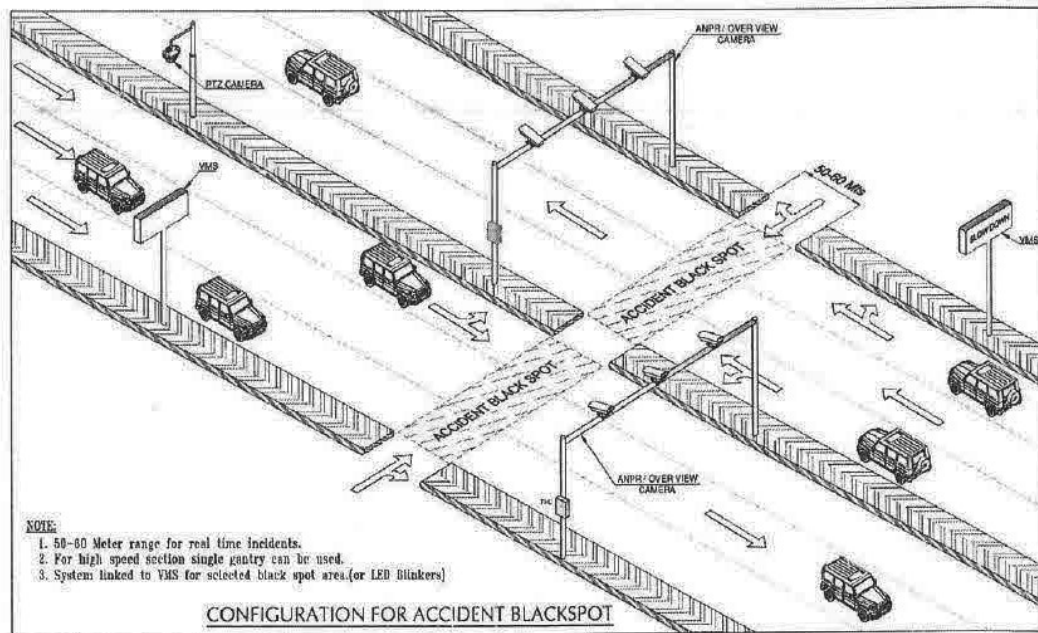 ANPR / OVER VIEW
CAMERA
PTZ CAMERA
VMS
50-80 Mts
SLOW DOWN
VMS
ACCIDENT BLACK SPOT
ACCIDENT BLACK SPOT
ANPR / OVER VIEW
CAMERA
NOTE:
1. 50-60 Meter range for real time incidents.
2. For high speed section single gantry can be used.
3. System linked to VMS for selected black spot area.(or LED Blinkers)
CONFIGURATION FOR ACCIDENT BLACKSPOT